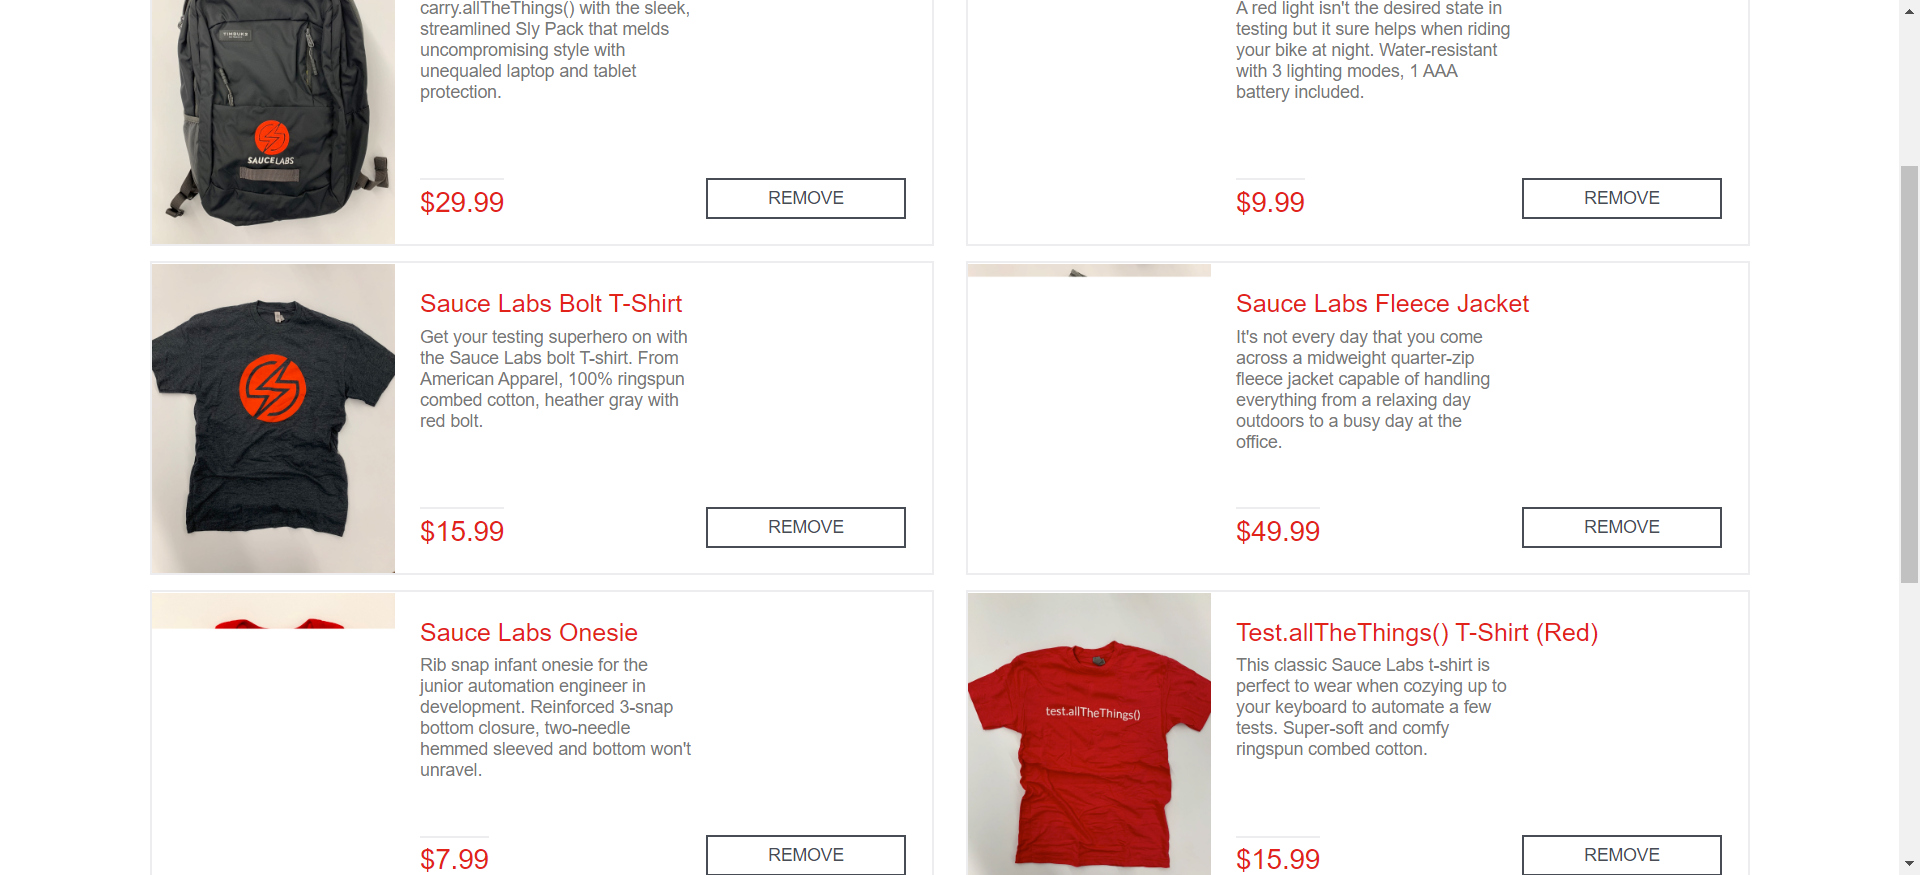 carry.allTheThings() with the sleek,
streamlined Sly Pack that melds
uncompromising style with
unequaled laptop and tablet
protection.
TIMBUK2
SAUCELABS
$29.99
REMOVE
A red light isn't the desired state in
testing but it sure helps when riding
your bike at night. Water-resistant
with 3 lighting modes, 1 AAA
battery included.
$9.99
REMOVE
Sauce Labs Bolt T-Shirt
Get your testing superhero on with
the Sauce Labs bolt T-shirt. From
American Apparel, 100% ringspun
combed cotton, heather gray with
red bolt.
$15.99
REMOVE
Sauce Labs Fleece Jacket
It's not every day that you come
across a midweight quarter-zip
fleece jacket capable of handling
everything from a relaxing day
outdoors to a busy day at the
office.
$49.99
REMOVE
Sauce Labs Onesie
Rib snap infant onesie for the
junior automation engineer in
development. Reinforced 3-snap
bottom closure, two-needle
hemmed sleeved and bottom won't
unravel.
$7.99
REMOVE
test.allTheThings()
Test.allTheThings() T-Shirt (Red)
This classic Sauce Labs t-shirt is
perfect to wear when cozying up to
your keyboard to automate a few
tests. Super-soft and comfy
ringspun combed cotton.
$15.99
REMOVE